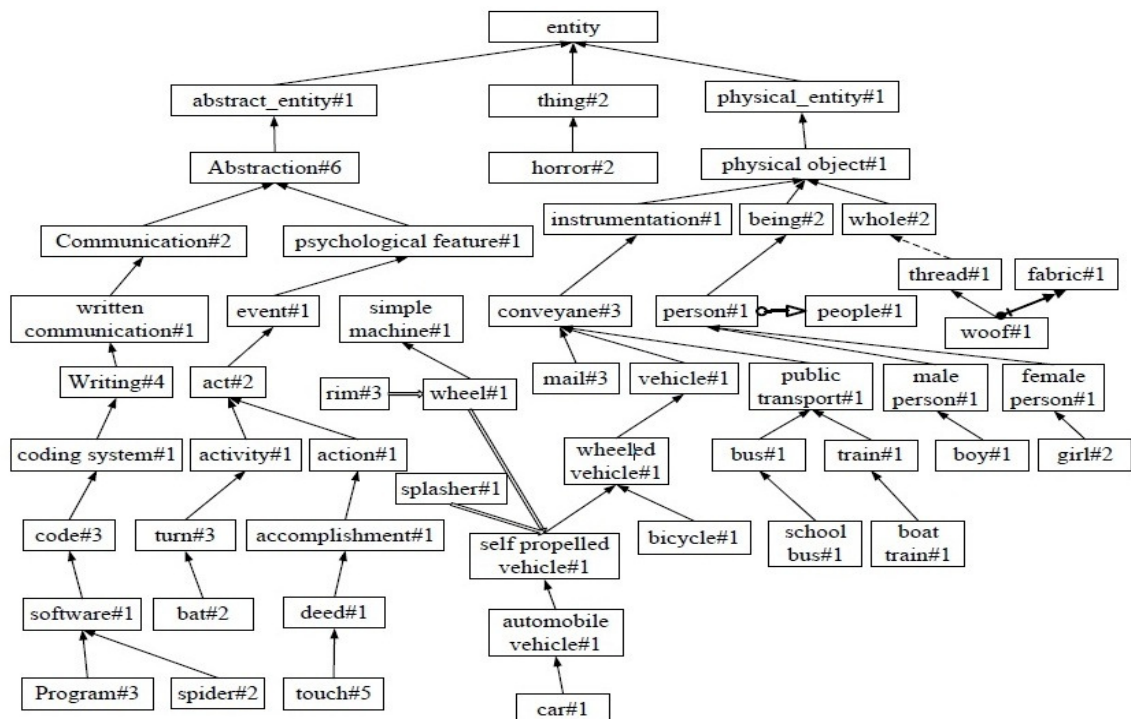 entity
abstract_entity#1
thing#2
physical_entity#1
Abstraction#6
horror#2
physical object#1
Communication#2
psychological feature#1
instrumentation#1
being#2
whole#2
thread#1
fabric#1
written
communication#1
event#1
simple
machine#1
conveyane#3
person#1
people#1
woof#1
Writing#4
act#2
rim#3
wheel#1
mail#3
vehicle#1
public
transport#1
male
person#1
female
person#1
coding system#1
activity#1
action#1
wheeled
vehicle#1
bus#1
train#1
boy#1
girl#2
splasher#1
code#3
turn#3
accomplishment#1
self propelled
vehicle#1
bicycle#1
school
bus#1
boat
train#1
software#1
bat#2
deed#1
automobile
vehicle#1
Program#3
spider#2
touch#5
car#1